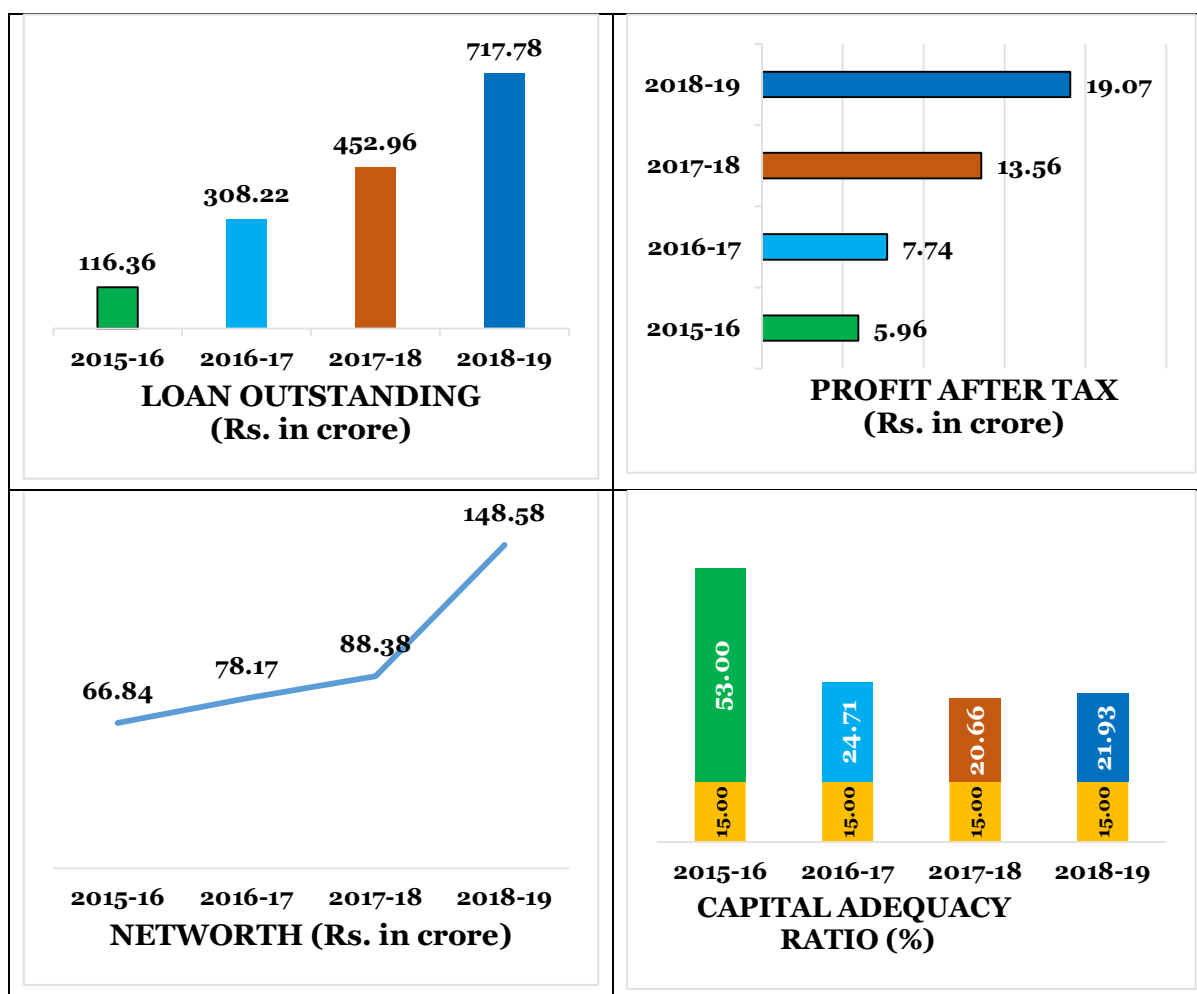 717.78
452.96
308.22
116.36
2015-16 2016-17 2017-18 2018-19
LOAN OUTSTANDING
(Rs. in crore)
2018-19 19.07
2017-18 13.56
2016-17 7.74
2015-16 5.96
PROFIT AFTER TAX
(Rs. in crore)
148.58
88.38
78.17
66.84
2015-16 2016-17 2017-18 2018-19
NETWORTH (Rs. in crore)
53.00 24.71 20.66 21.93
15.00 15.00 15.00 15.00
2015-16 2016-17 2017-18 2018-19
CAPITAL ADEQUACY
RATIO (%)